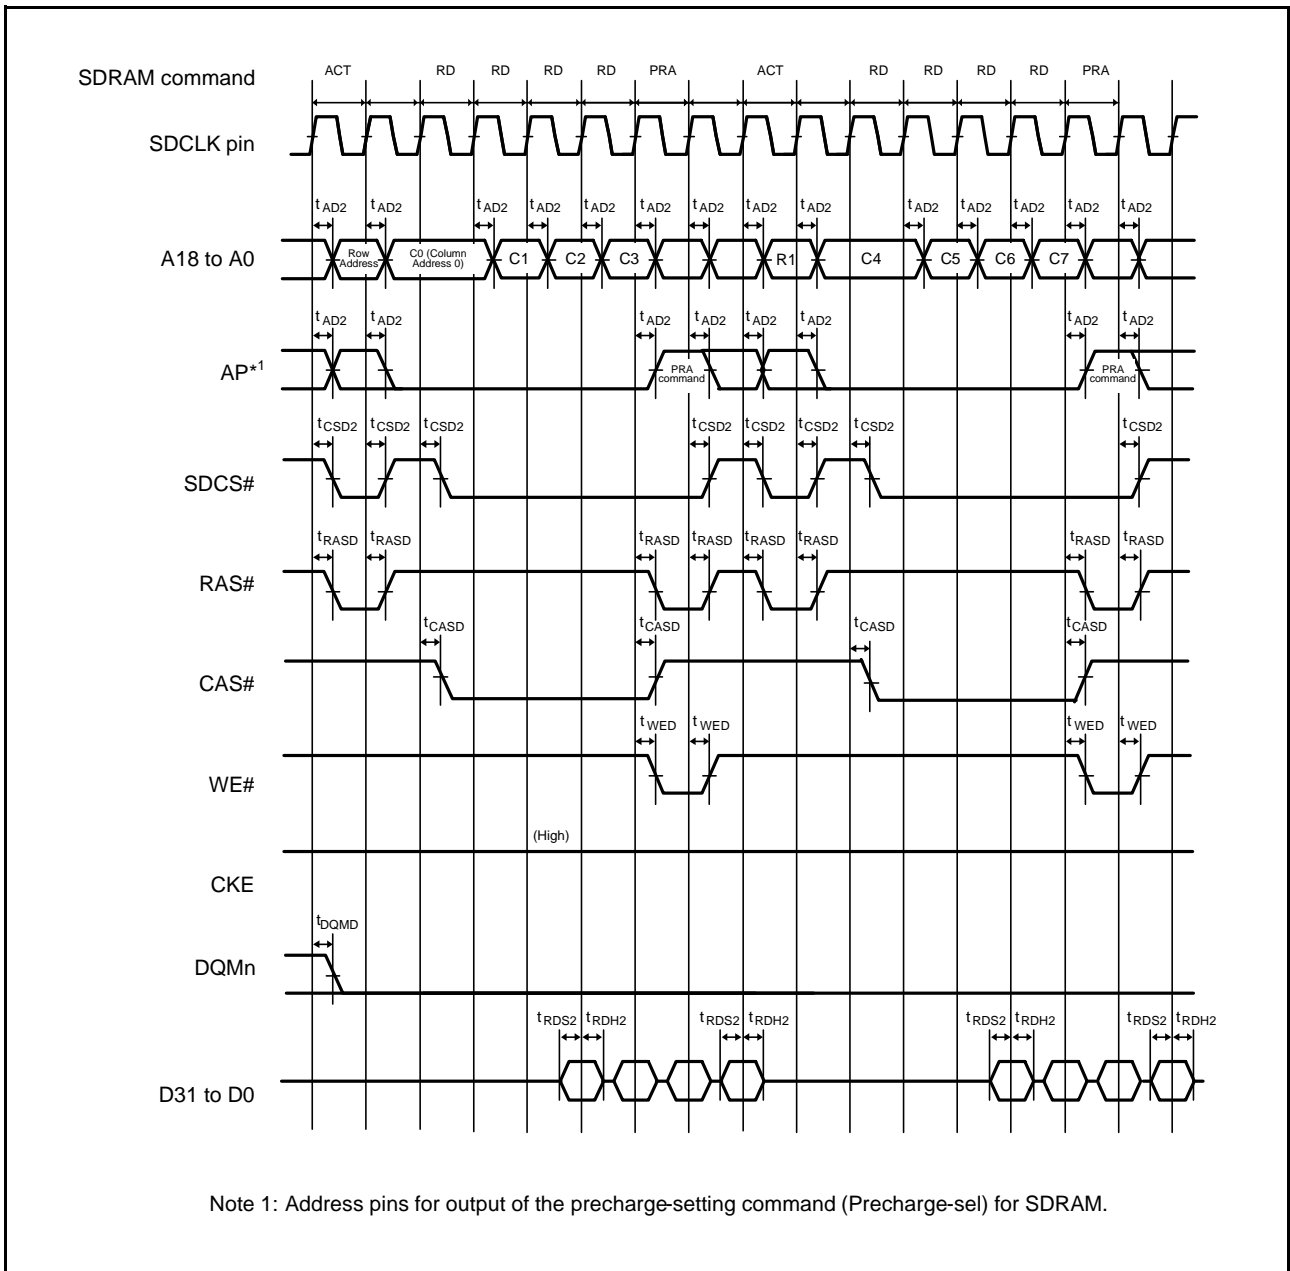 SDRAM command ACT RD RD RD RD PRA ACT RD RD RD RD PRA
SDCLK pin
tAD2 tAD2 tAD2 tAD2 tAD2 tAD2 tAD2 tAD2 tAD2 tAD2 tAD2 tAD2 tAD2 tAD2
A18 to A0 Row Address C0 (Column Address 0) C1 C2 C3 R1 C4 C5 C6 C7
tAD2 tAD2 tAD2 tAD2 tAD2 tAD2 tAD2 tAD2
AP*1 PRA command PRA command
tCSD2 tCSD2 tCSD2 tCSD2 tCSD2 tCSD2 tCSD2 tCSD2
SDCS#
tRASD tRASD tRASD tRASD tRASD tRASD tRASD tRASD
RAS#
tCASD tCASD tCASD tCASD
CAS#
tWED tWED tWED tWED
WE#
(High)
CKE
tDQMD
DQMn
tRDS2 tRDH2 tRDS2 tRDH2 tRDS2 tRDH2 tRDS2 tRDH2
D31 to D0
Note 1: Address pins for output of the precharge-setting command (Precharge-sel) for SDRAM.